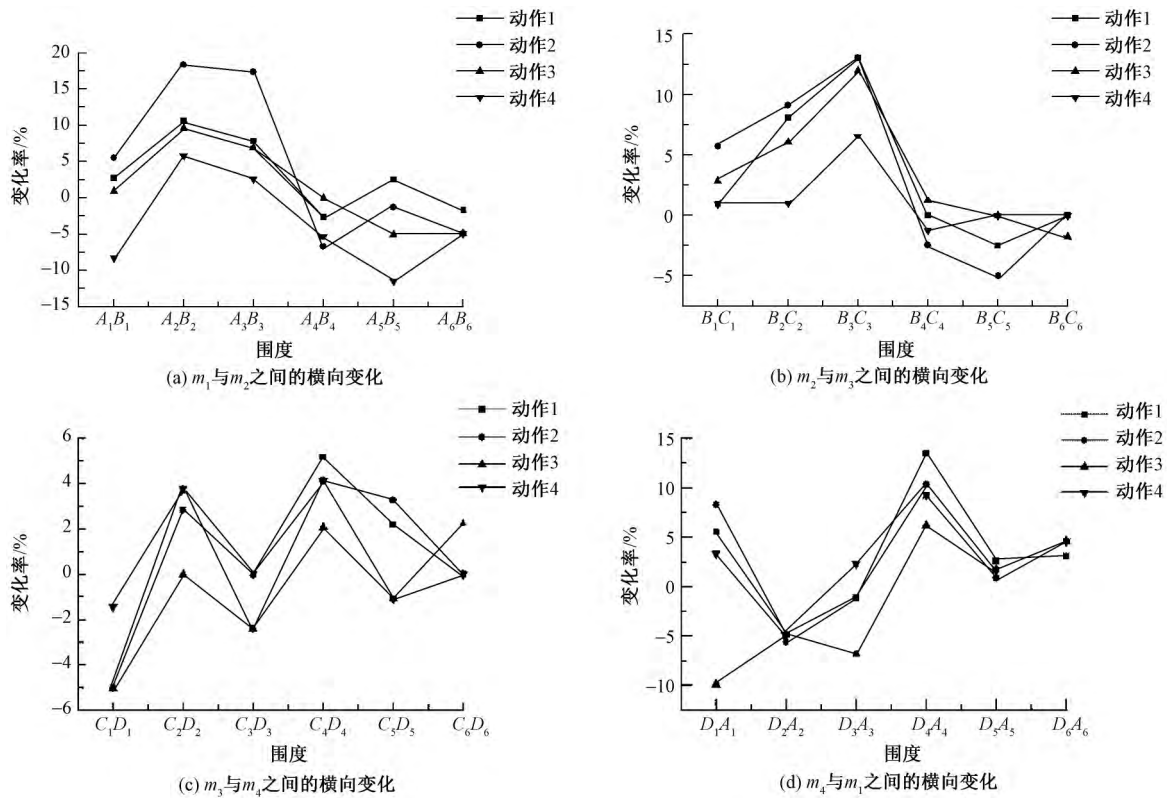 动作1
动作2
动作3
动作4
20
15
10
5
0
−5
−10
−15
变化率/%
A₁B₁ A₂B₂ A₃B₃ A₄B₄ A₅B₅ A₆B₆
围度
(a) m₁与m₂之间的横向变化
动作1
动作2
动作3
动作4
15
10
5
0
−5
变化率/%
B₁C₁ B₂C₂ B₃C₃ B₄C₄ B₅C₅ B₆C₆
围度
(b) m₂与m₃之间的横向变化
动作1
动作2
动作3
动作4
6
4
2
0
−2
−4
−6
变化率/%
C₁D₁ C₂D₂ C₃D₃ C₄D₄ C₅D₅ C₆D₆
围度
(c) m₃与m₄之间的横向变化
动作1
动作2
动作3
动作4
15
10
5
0
−5
−10
变化率/%
D₁A₁ D₂A₂ D₃A₃ D₄A₄ D₅A₅ D₆A₆
围度
(d) m₄与m₁之间的横向变化